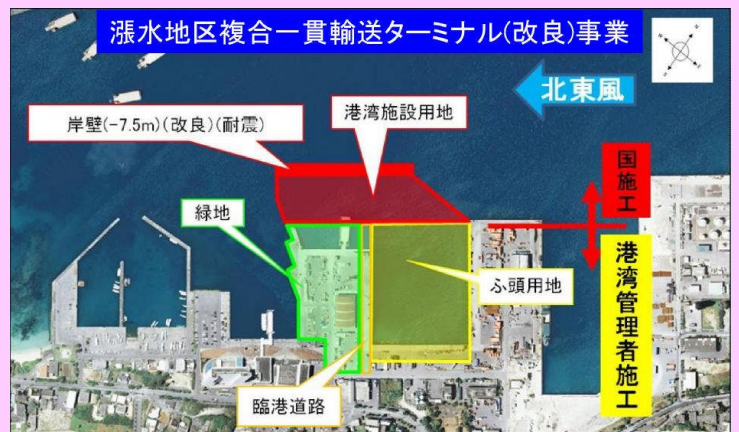 漲水地区複合一貫輸送ターミナル(改良)事業
北東風
岸壁(-7.5m)(改良)(耐震)
港湾施設用地
国施工
緑地
港湾管理者施工
ふ頭用地
臨港道路